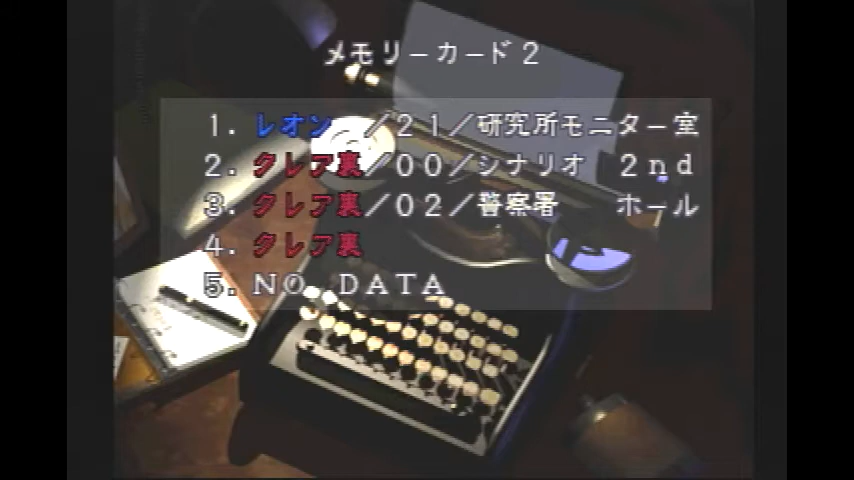 メモリーカード2
1. レオン /21/研究所モニター室
2. クレア裏/00/シナリオ 2nd
3. クレア裏/02/警察署 ホール
4. クレア裏
5. NO DATA